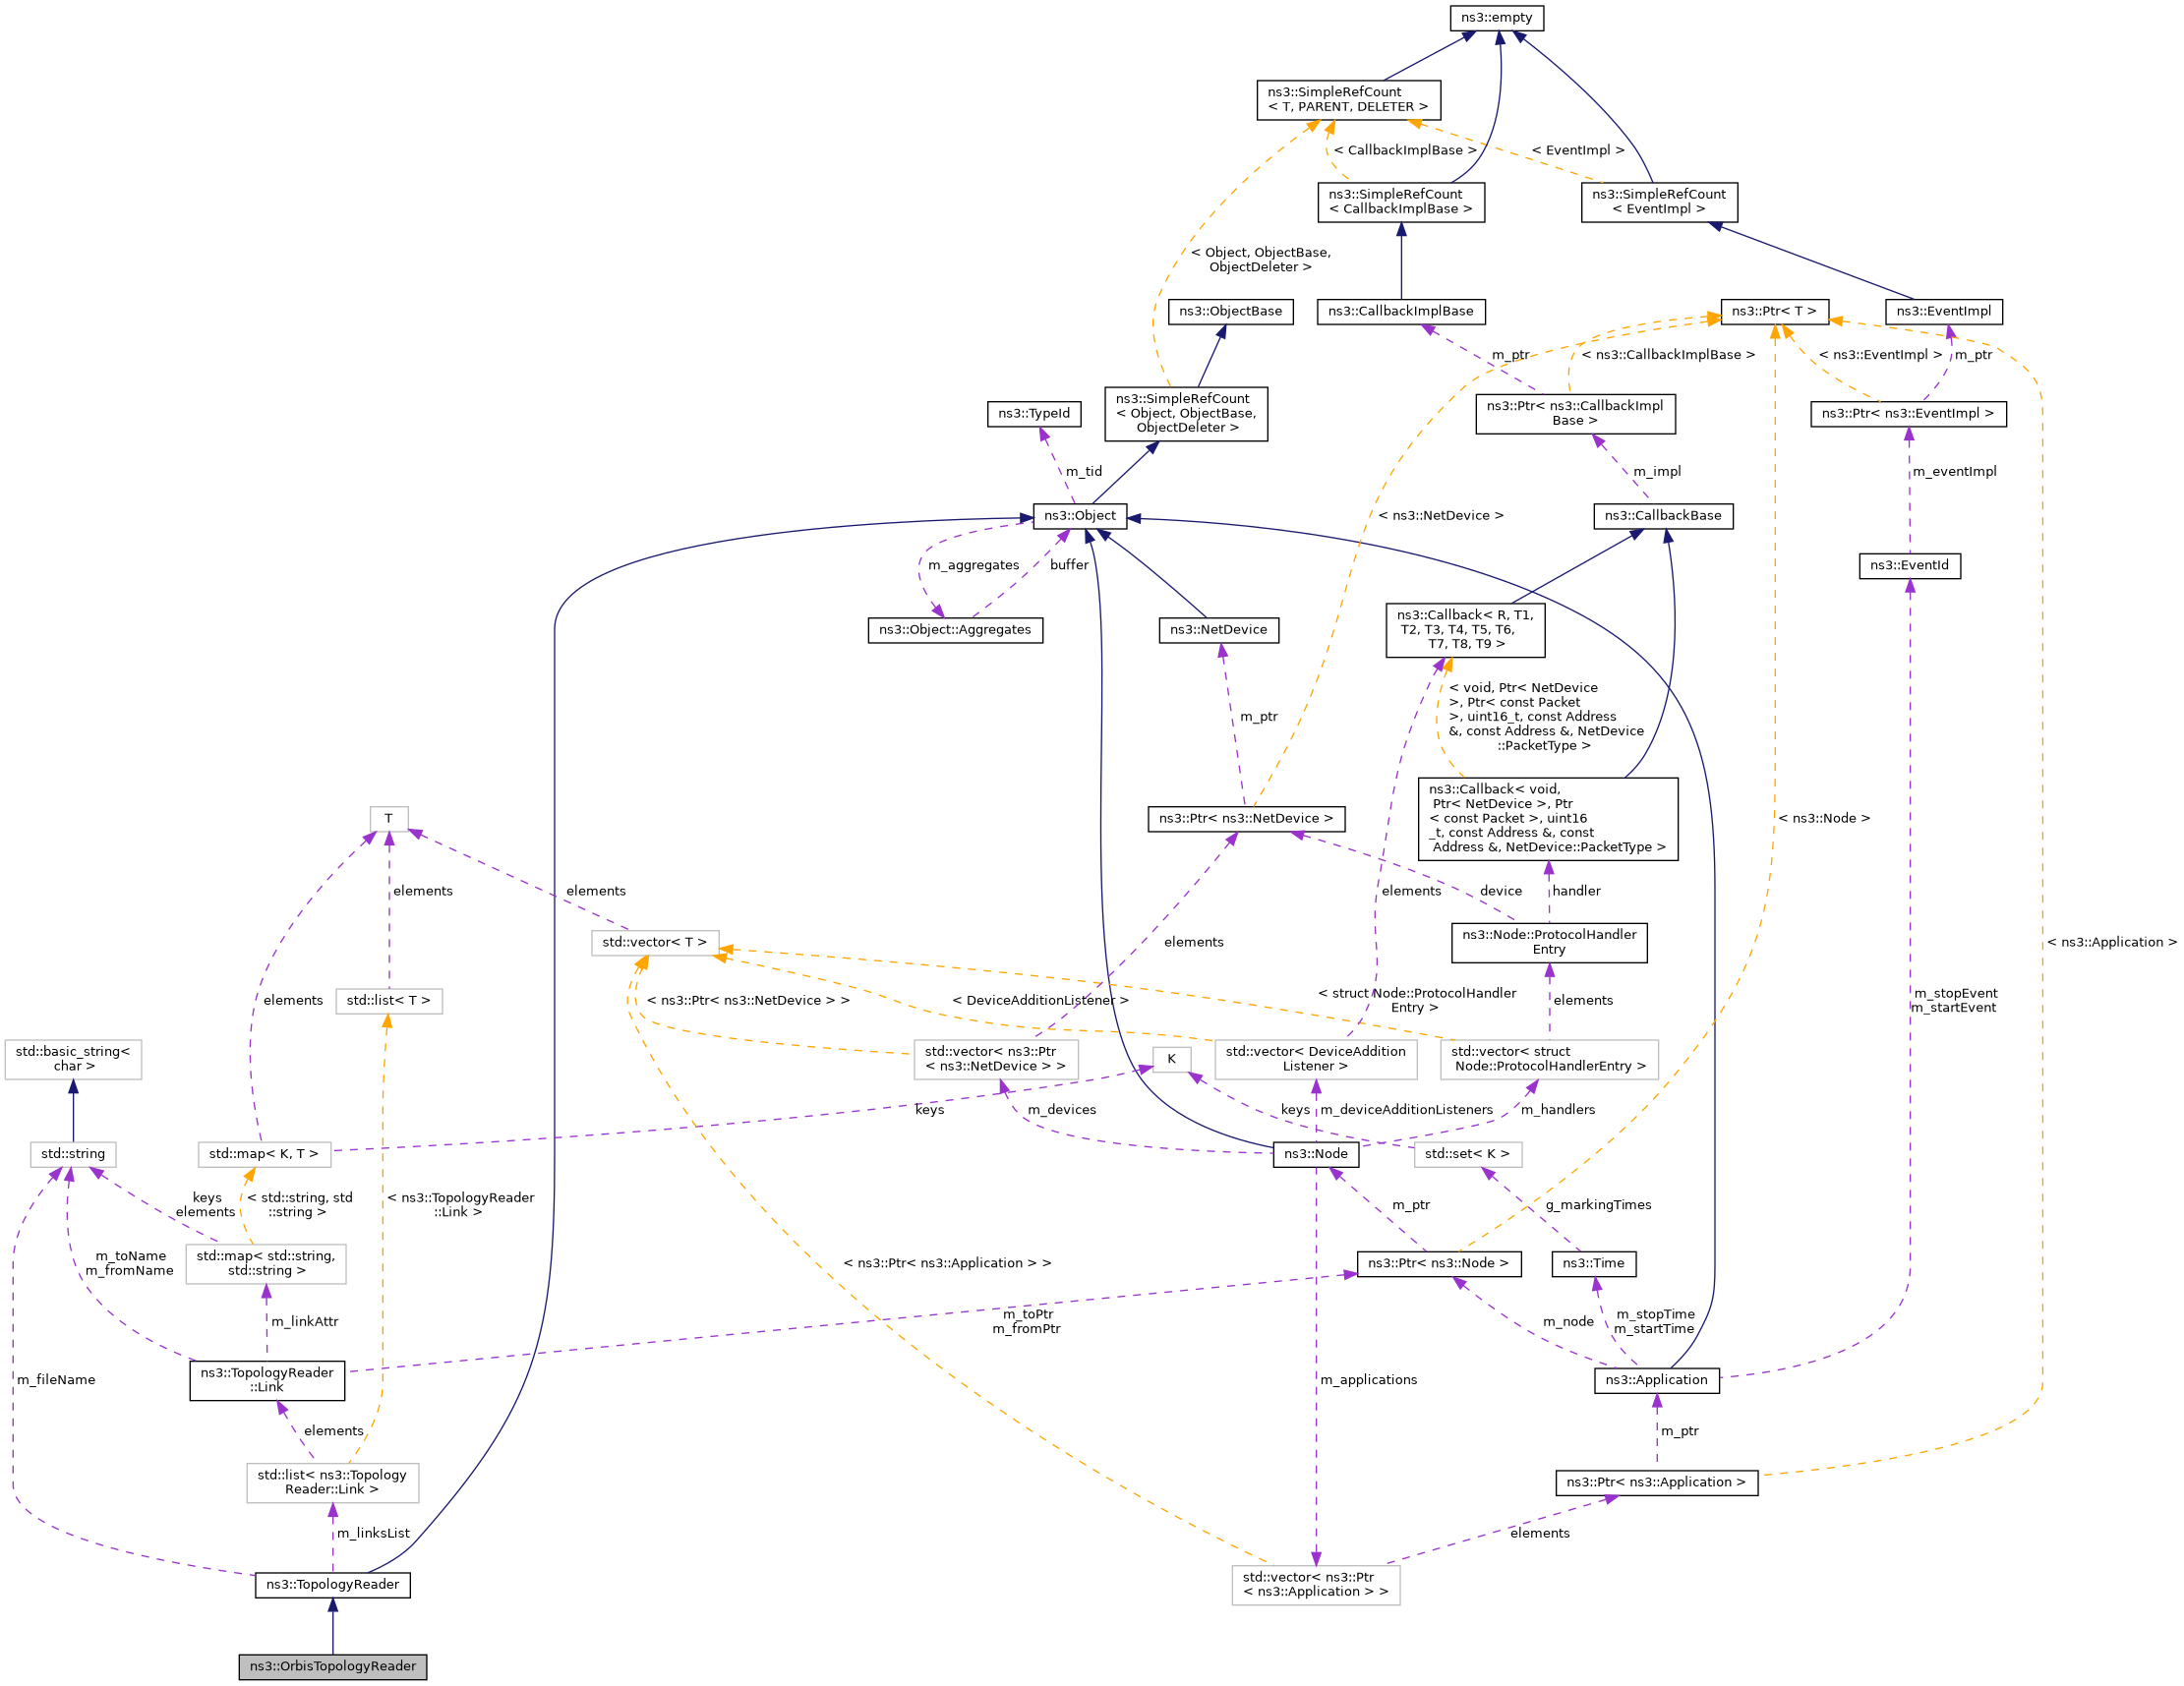 ns3::empty
ns3::SimpleRefCount
< T, PARENT, DELETER >
< CallbackImplBase >
< EventImpl >
ns3::SimpleRefCount
< CallbackImplBase >
ns3::SimpleRefCount
< EventImpl >
< Object, ObjectBase,
ObjectDeleter >
ns3::ObjectBase
ns3::CallbackImplBase
ns3::Ptr< T >
ns3::EventImpl
m_ptr
< ns3::CallbackImplBase >
< ns3::EventImpl >
m_ptr
ns3::TypeId
ns3::SimpleRefCount
< Object, ObjectBase,
ObjectDeleter >
ns3::Ptr< ns3::CallbackImpl
Base >
ns3::Ptr< ns3::EventImpl >
m_tid
m_impl
m_eventImpl
ns3::Object
< ns3::NetDevice >
ns3::CallbackBase
m_aggregates
buffer
ns3::EventId
ns3::Object::Aggregates
ns3::NetDevice
ns3::Callback< R, T1,
T2, T3, T4, T5, T6,
T7, T8, T9 >
m_ptr
< void, Ptr< NetDevice
>, Ptr< const Packet
>, uint16_t, const Address
&, const Address &, NetDevice
::PacketType >
T
ns3::Ptr< ns3::NetDevice >
ns3::Callback< void,
Ptr< NetDevice >, Ptr
< const Packet >, uint16
_t, const Address &, const
Address &, NetDevice::PacketType >
< ns3::Node >
elements
elements
elements
device
handler
std::vector< T >
elements
ns3::Node::ProtocolHandler
Entry
< ns3::Application >
elements
std::list< T >
< ns3::Ptr< ns3::NetDevice > >
< DeviceAdditionListener >
< struct Node::ProtocolHandler
Entry >
elements
m_stopEvent
m_startEvent
std::basic_string<
char >
std::vector< ns3::Ptr
< ns3::NetDevice > >
K
std::vector< DeviceAddition
Listener >
std::vector< struct
Node::ProtocolHandlerEntry >
keys
m_devices
keys
m_deviceAdditionListeners
m_handlers
std::string
std::map< K, T >
ns3::Node
std::set< K >
keys
elements
< std::string, std
::string >
< ns3::TopologyReader
::Link >
m_ptr
g_markingTimes
m_toName
m_fromName
std::map< std::string,
std::string >
< ns3::Ptr< ns3::Application > >
ns3::Ptr< ns3::Node >
ns3::Time
m_linkAttr
m_toPtr
m_fromPtr
m_node
m_stopTime
m_startTime
m_fileName
ns3::TopologyReader
::Link
m_applications
ns3::Application
elements
m_ptr
std::list< ns3::Topology
Reader::Link >
ns3::Ptr< ns3::Application >
m_linksList
elements
ns3::TopologyReader
std::vector< ns3::Ptr
< ns3::Application > >
ns3::OrbisTopologyReader